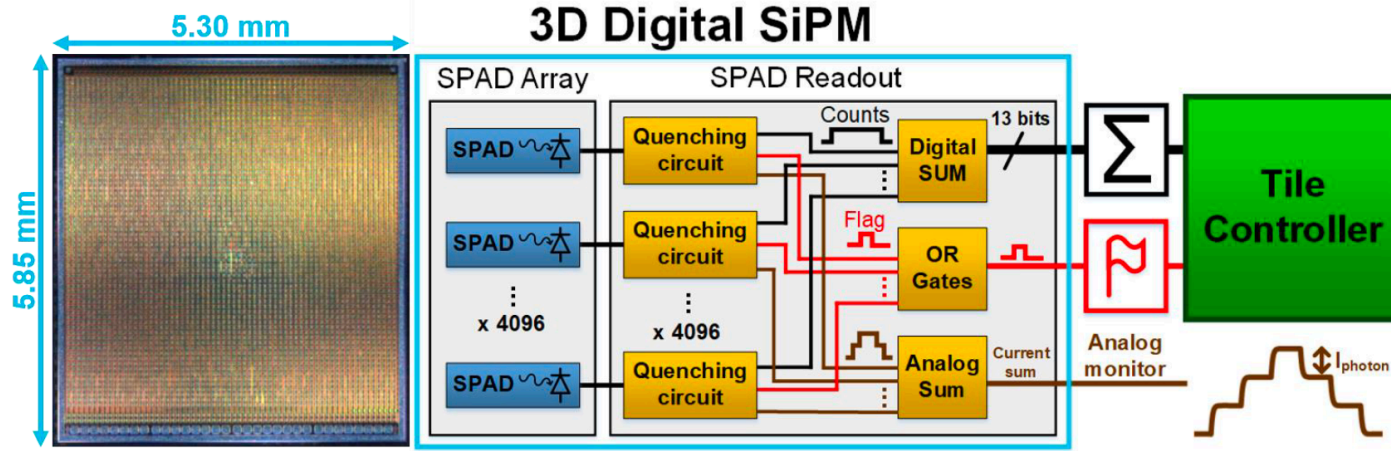 3D Digital SiPM
5.30 mm
5.85 mm
SPAD Array
SPAD Readout
SPAD
Quenching
circuit
Counts
Digital
SUM
13 bits
Σ
Tile
Controller
SPAD
Quenching
circuit
Flag
OR
Gates
x 4096
x 4096
SPAD
Quenching
circuit
Analog
Sum
Current
sum
Analog
monitor
Iphoton